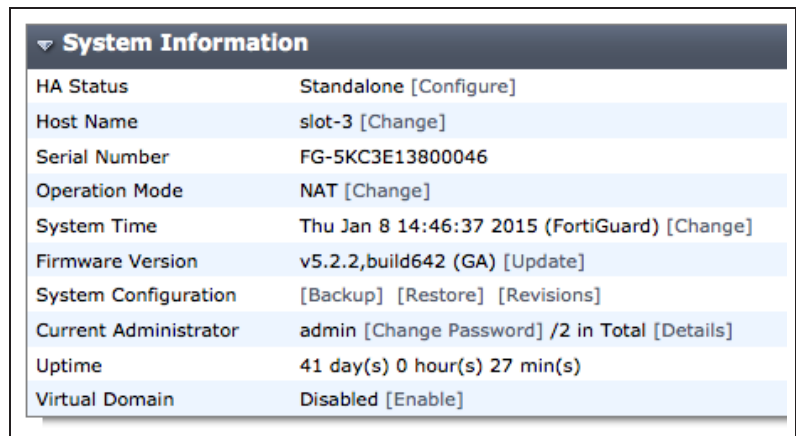 System Information
HA Status Standalone [Configure]
Host Name slot-3 [Change]
Serial Number FG-5KC3E13800046
Operation Mode NAT [Change]
System Time Thu Jan 8 14:46:37 2015 (FortiGuard) [Change]
Firmware Version v5.2.2,build642 (GA) [Update]
System Configuration [Backup] [Restore] [Revisions]
Current Administrator admin [Change Password] /2 in Total [Details]
Uptime 41 day(s) 0 hour(s) 27 min(s)
Virtual Domain Disabled [Enable]